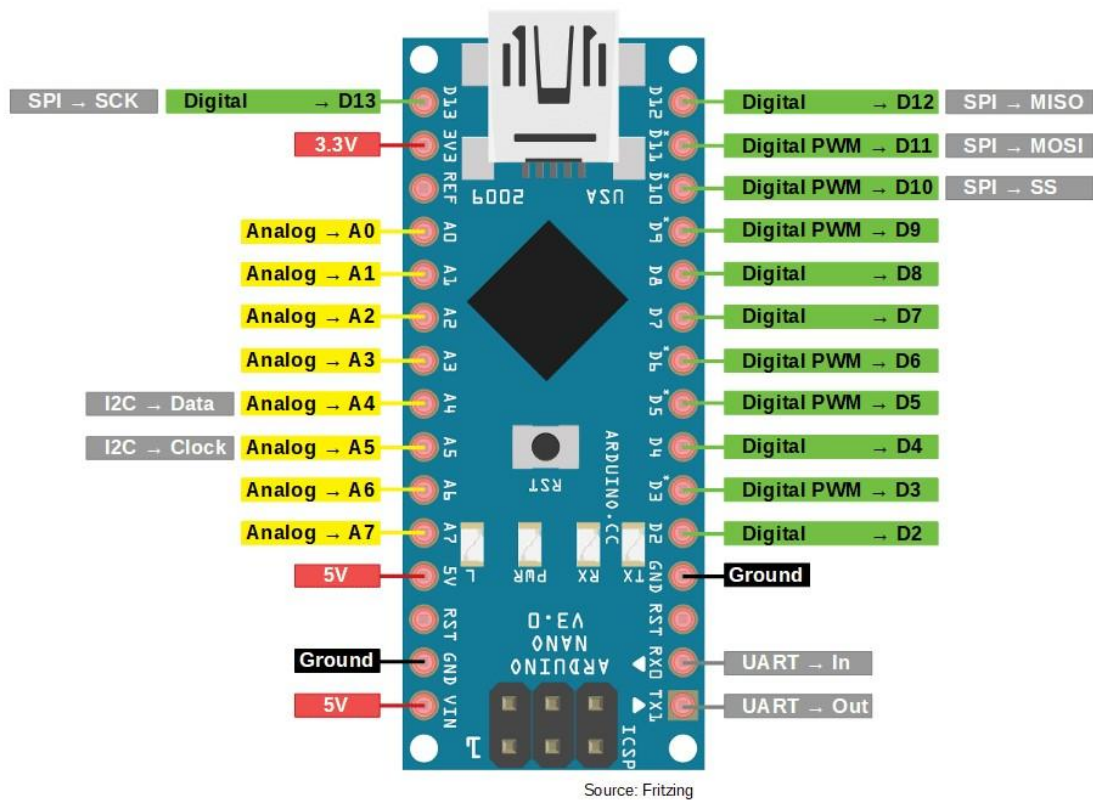 SPI → SCK Digital → D13 D13 D12 Digital → D12 SPI → MISO
3.3V 3V3 D11* Digital PWM → D11 SPI → MOSI
REF D10* Digital PWM → D10 SPI → SS
2009 USA
Analog → A0 A0 D9* Digital PWM → D9
Analog → A1 A1 D8 Digital → D8
Analog → A2 A2 D7 Digital → D7
Analog → A3 A3 D6* Digital PWM → D6
I2C → Data Analog → A4 A4 D5* Digital PWM → D5
I2C → Clock Analog → A5 A5 D4 Digital → D4
Analog → A6 A6 RST D3* Digital PWM → D3
ARDUINO.CC
Analog → A7 A7 D2 Digital → D2
5V 5V L PWR RX TX GND Ground
RST RST
Ground GND RX0 UART → In
5V VIN TX1 UART → Out
ARDUINO
NANO
V3.0
1 ICSP
Source: Fritzing